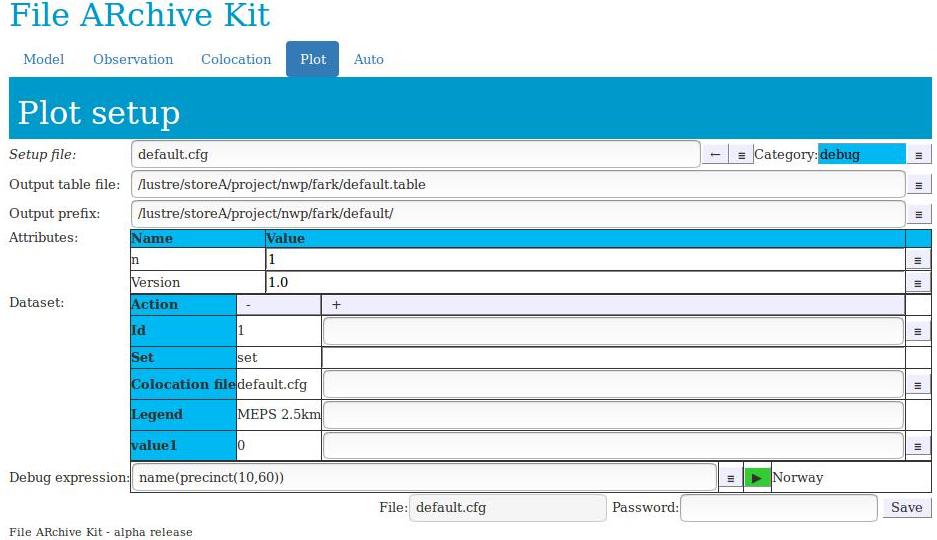 File ARchive Kit
Model Observation Colocation Plot Auto
Plot setup
Setup file: default.cfg ← ≡ Category: debug ≡
Output table file: /lustre/storeA/project/nwp/fark/default.table ≡
Output prefix: /lustre/storeA/project/nwp/fark/default/ ≡
Attributes: Name Value
n 1 ≡
Version 1.0 ≡
Dataset: Action - +
Id 1 ≡
Set set
Colocation file default.cfg ≡
Legend MEPS 2.5km
value1 0 ≡
Debug expression: name(precinct(10,60)) ≡ ▶ Norway
File: default.cfg Password: Save
File ARchive Kit - alpha release